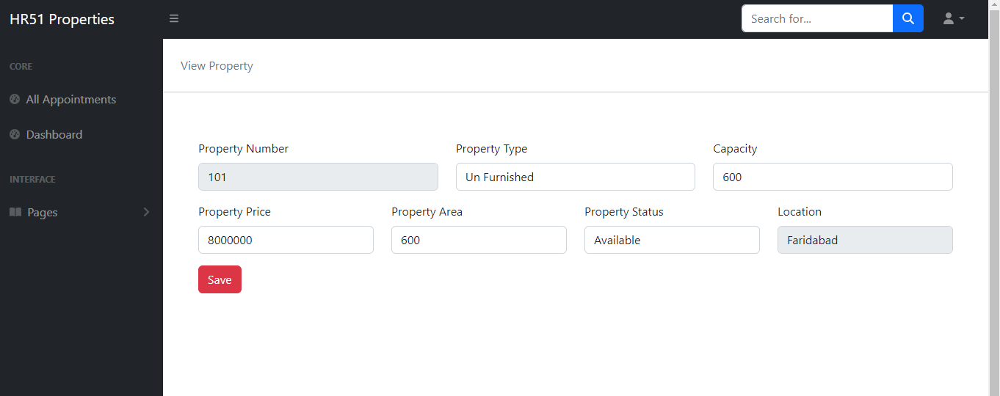 HR51 Properties
Search for...
CORE
All Appointments
Dashboard
INTERFACE
Pages
View Property
Property Number Property Type Capacity
101 Un Furnished 600
Property Price Property Area Property Status Location
8000000 600 Available Faridabad
Save